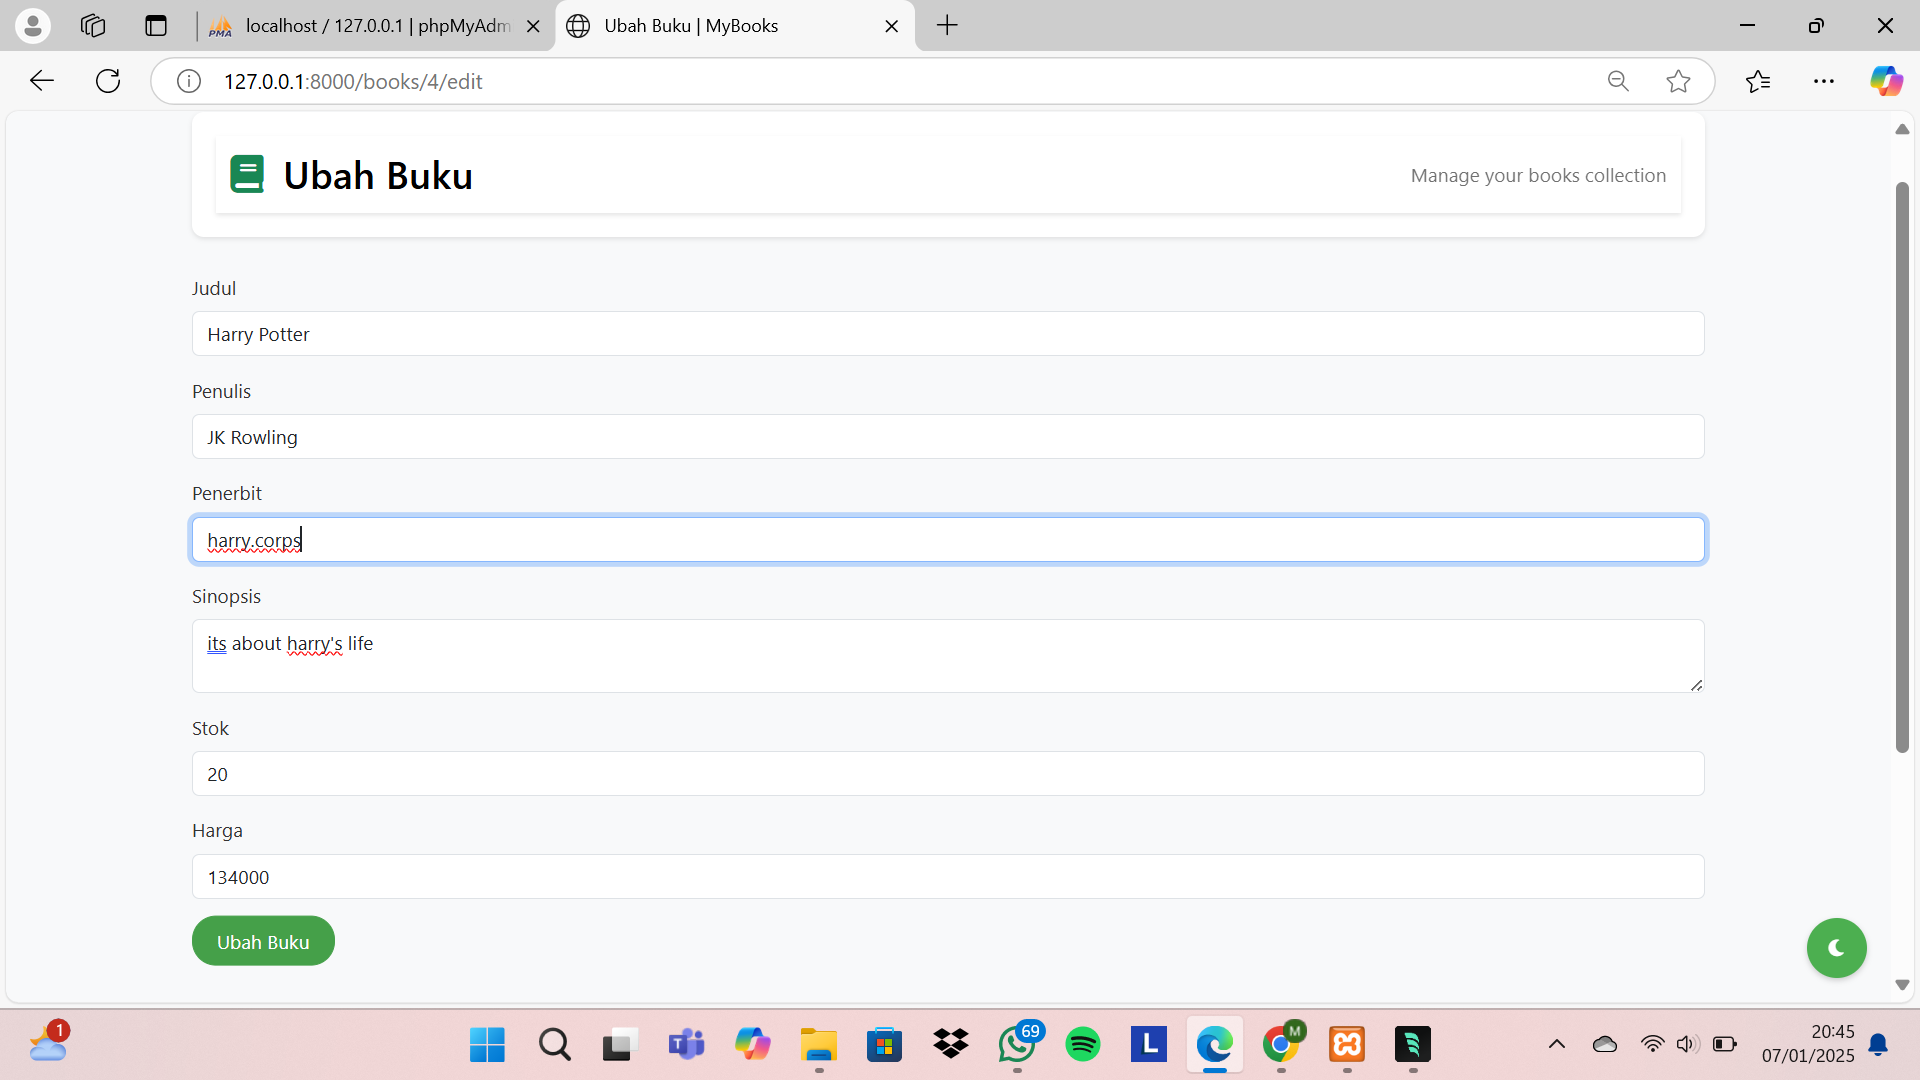 localhost / 127.0.0.1 | phpMyAdm
Ubah Buku | MyBooks
127.0.0.1:8000/books/4/edit
Ubah Buku
Manage your books collection
Judul
Harry Potter
Penulis
JK Rowling
Penerbit
harry.corps
Sinopsis
its about harry's life
Stok
20
Harga
134000
Ubah Buku
1
69
M
L
20:45
07/01/2025